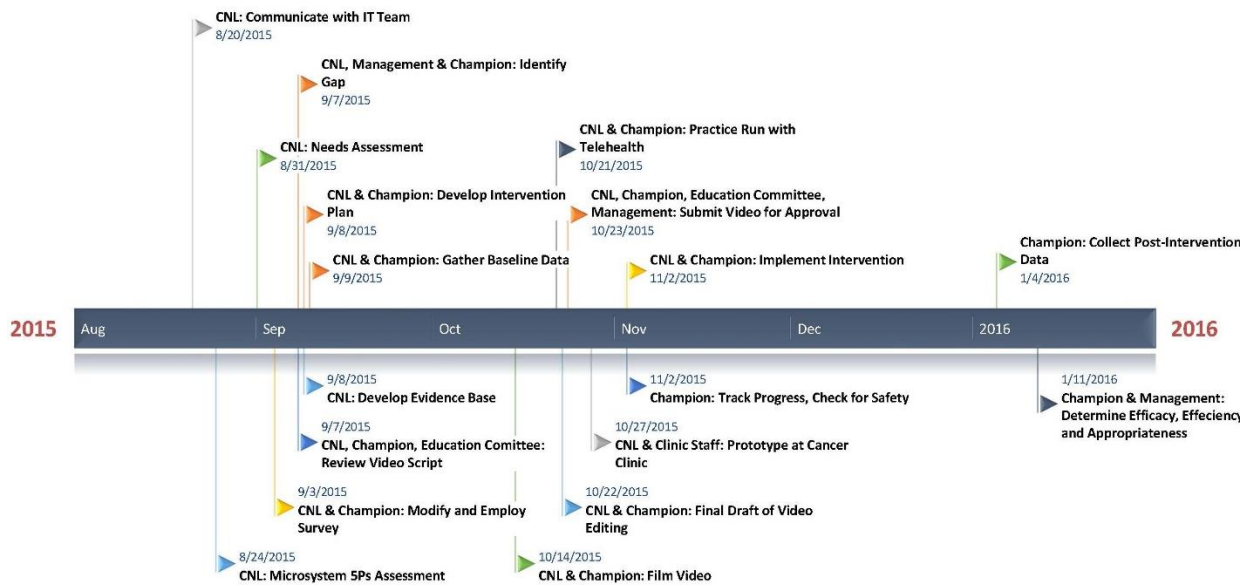 CNL: Communicate with IT Team
8/20/2015
CNL, Management & Champion: Identify
Gap
9/7/2015
CNL & Champion: Practice Run with
Telehealth
10/21/2015
CNL: Needs Assessment
8/31/2015
CNL & Champion: Develop Intervention
Plan
9/8/2015
CNL, Champion, Education Committee,
Management: Submit Video for Approval
10/23/2015
CNL & Champion: Gather Baseline Data
9/9/2015
CNL & Champion: Implement Intervention
11/2/2015
Champion: Collect Post-Intervention
Data
1/4/2016
2015
Aug
Sep
Oct
Nov
Dec
2016
2016
9/8/2015
CNL: Develop Evidence Base
11/2/2015
Champion: Track Progress, Check for Safety
1/11/2016
Champion & Management:
Determine Efficacy, Effeciency
and Appropriateness
9/7/2015
CNL, Champion, Education Comittee:
Review Video Script
10/27/2015
CNL & Clinic Staff: Prototype at Cancer
Clinic
9/3/2015
CNL & Champion: Modify and Employ
Survey
10/22/2015
CNL & Champion: Final Draft of Video
Editing
8/24/2015
CNL: Microsystem 5Ps Assessment
10/14/2015
CNL & Champion: Film Video